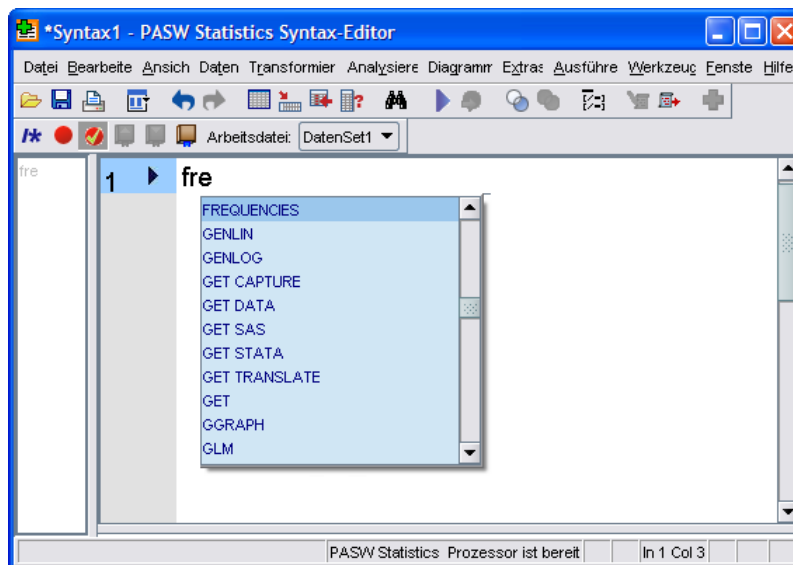 *Syntax1 - PASW Statistics Syntax-Editor
Datei Bearbeite Ansich Daten Transformier Analysiere Diagramm Extras Ausführe Werkzeug Fenste Hilfe
Arbeitsdatei: DatenSet1
fre
1 fre
FREQUENCIES
GENLIN
GENLOG
GET CAPTURE
GET DATA
GET SAS
GET STATA
GET TRANSLATE
GET
GGRAPH
GLM
PASW Statistics Prozessor ist bereit In 1 Col 3